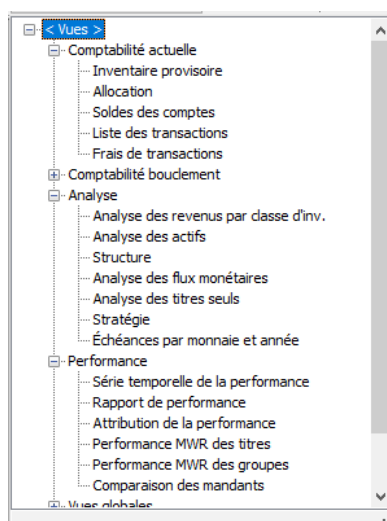 < Vues >
Comptabilité actuelle
Inventaire provisoire
Allocation
Soldes des comptes
Liste des transactions
Frais de transactions
Comptabilité bouclement
Analyse
Analyse des revenus par classe d'inv.
Analyse des actifs
Structure
Analyse des flux monétaires
Analyse des titres seuls
Stratégie
Échéances par monnaie et année
Performance
Série temporelle de la performance
Rapport de performance
Attribution de la performance
Performance MWR des titres
Performance MWR des groupes
Comparaison des mandants
Vues globales